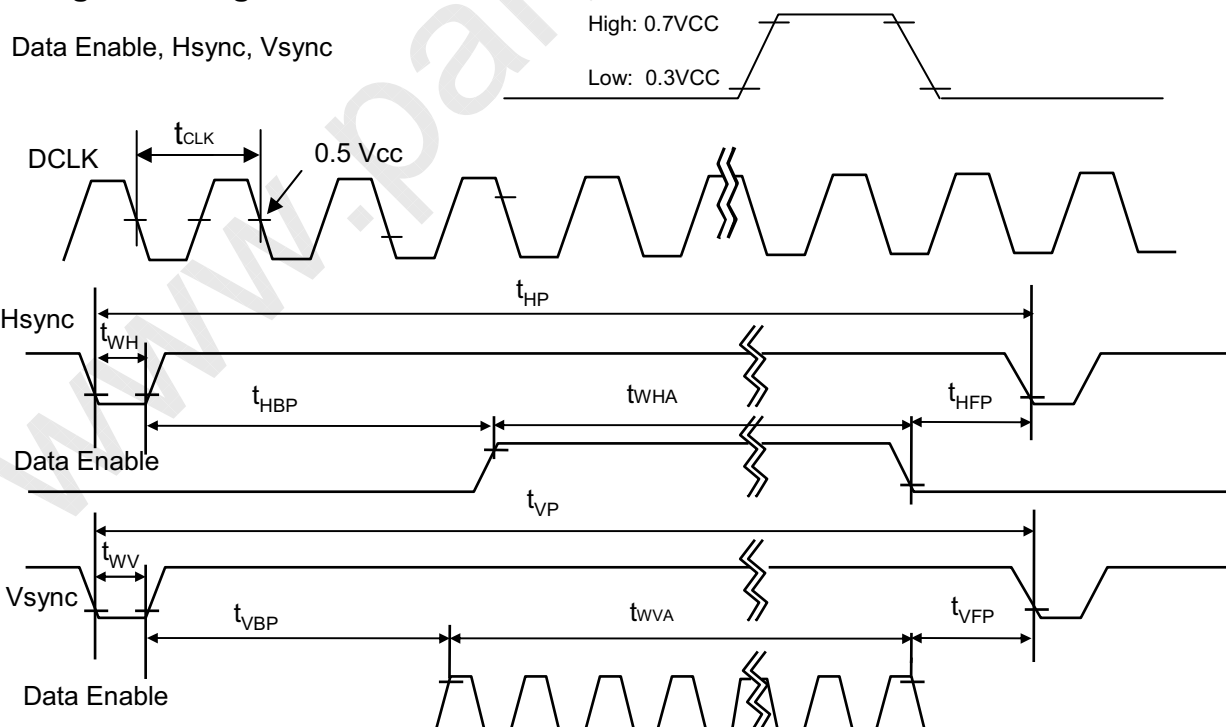 High: 0.7VCC
Data Enable, Hsync, Vsync
Low: 0.3VCC
tCLK
DCLK
0.5 Vcc
tHP
Hsync
tWH
tHBP
tWHA
tHFP
Data Enable
tVP
tWV
Vsync
tVBP
tWVA
tVFP
Data Enable